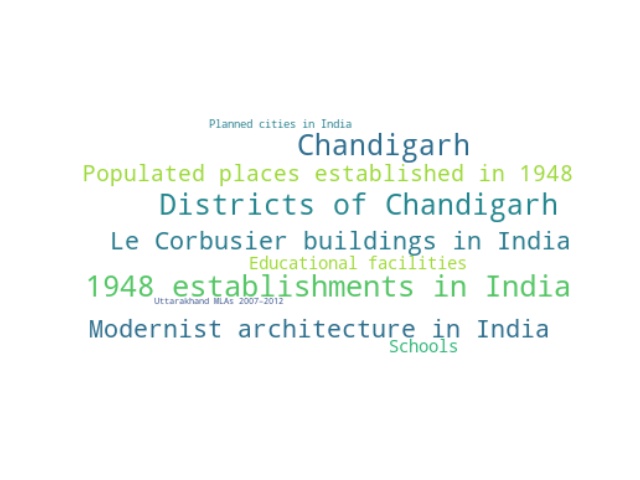 Planned cities in India
Chandigarh
Populated places established in 1948
Districts of Chandigarh
Le Corbusier buildings in India
Educational facilities
1948 establishments in India
Uttarakhand MLAs 2007–2012
Modernist architecture in India
Schools